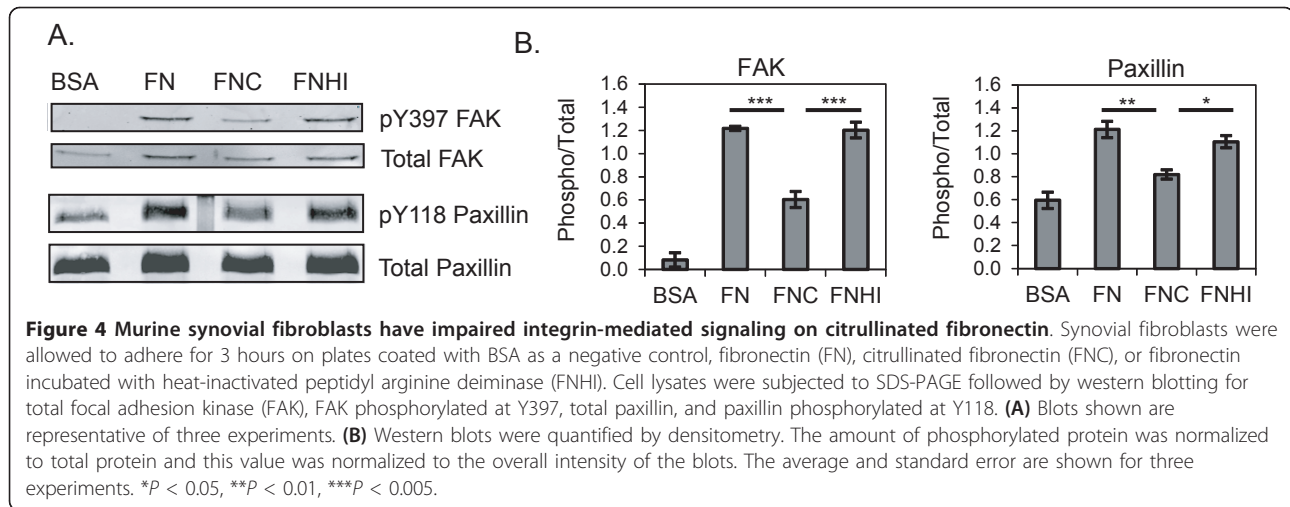 A.
BSA FN FNC FNHI
pY397 FAK
Total FAK
pY118 Paxillin
Total Paxillin
B.
FAK
Phospho/Total
1.6
1.4
1.2
1.0
0.8
0.6
0.4
0.2
0.0
*** ***
BSA FN FNC FNHI
Paxillin
Phospho/Total
1.6
1.4
1.2
1.0
0.8
0.6
0.4
0.2
0.0
** *
BSA FN FNC FNHI
Figure 4 Murine synovial fibroblasts have impaired integrin-mediated signaling on citrullinated fibronectin. Synovial fibroblasts were
allowed to adhere for 3 hours on plates coated with BSA as a negative control, fibronectin (FN), citrullinated fibronectin (FNC), or fibronectin
incubated with heat-inactivated peptidyl arginine deiminase (FNHI). Cell lysates were subjected to SDS-PAGE followed by western blotting for
total focal adhesion kinase (FAK), FAK phosphorylated at Y397, total paxillin, and paxillin phosphorylated at Y118. (A) Blots shown are
representative of three experiments. (B) Western blots were quantified by densitometry. The amount of phosphorylated protein was normalized
to total protein and this value was normalized to the overall intensity of the blots. The average and standard error are shown for three
experiments. *P < 0.05, **P < 0.01, ***P < 0.005.